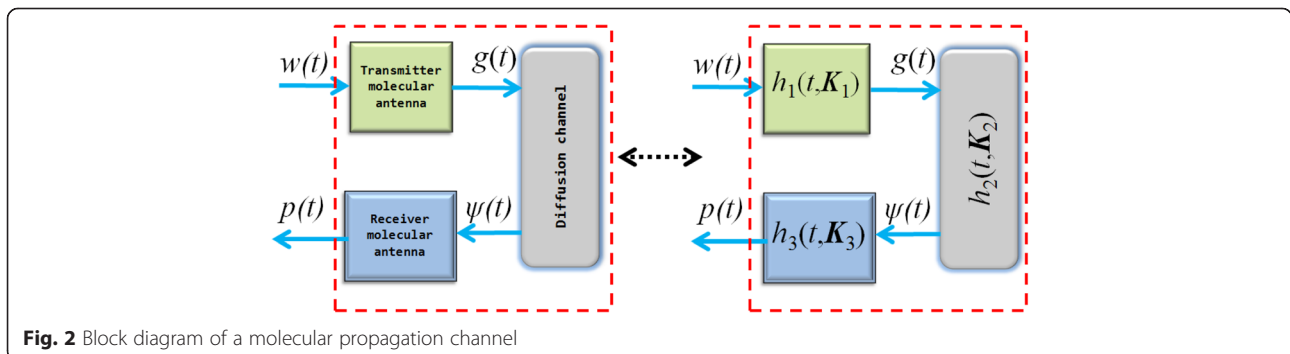 w(t)
Transmitter
molecular
antenna
g(t)
Diffusion channel
p(t)
Receiver
molecular
antenna
ψ(t)
w(t)
h₁(t,K₁)
g(t)
h₂(t,K₂)
p(t)
h₃(t,K₃)
ψ(t)
Fig. 2 Block diagram of a molecular propagation channel